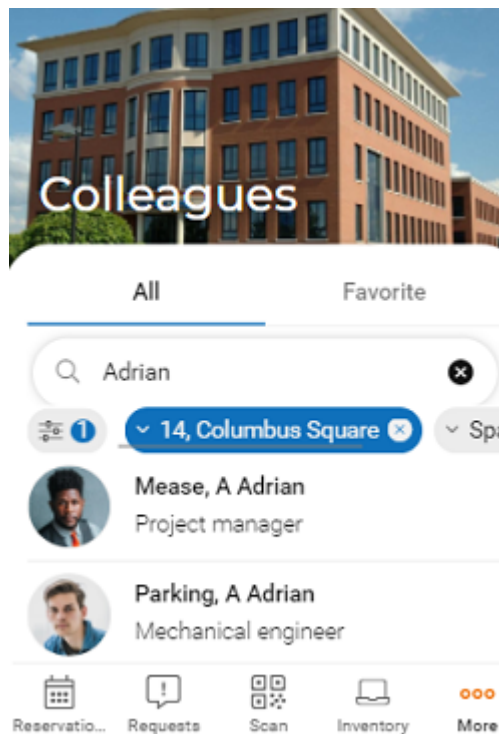 Colleagues
All Favorite
Adrian
1 14, Columbus Square Spa
Mease, A Adrian
Project manager
Parking, A Adrian
Mechanical engineer
Reservatio... Requests Scan Inventory More